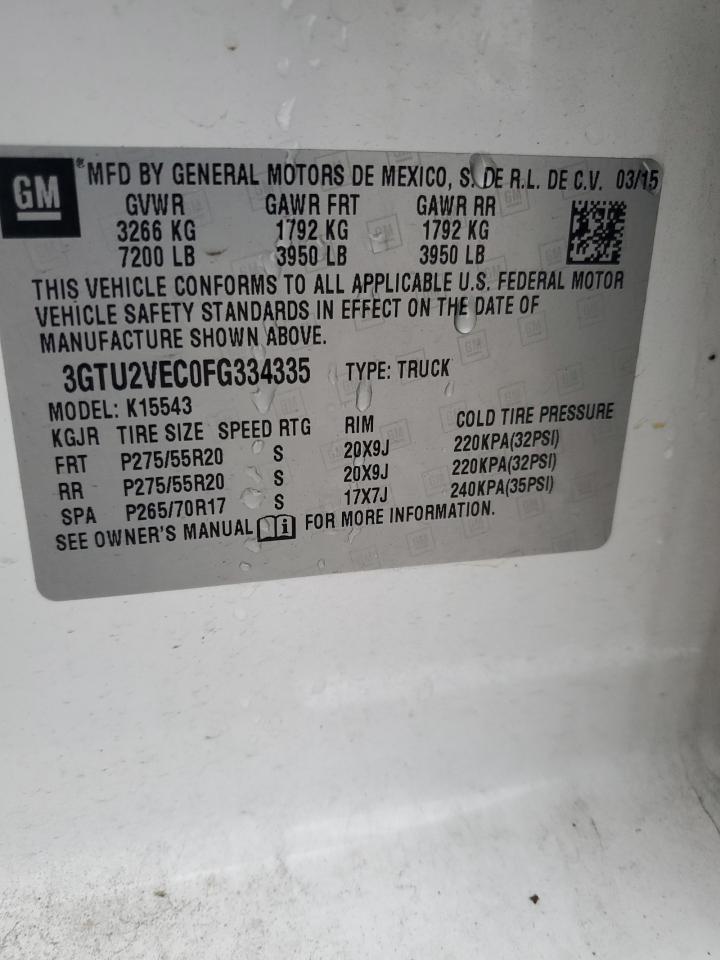 GM ® MFD BY GENERAL MOTORS DE MEXICO, S. DE R.L. DE C.V. 03/15
GVWR GAWR FRT GAWR RR
3266 KG 1792 KG 1792 KG
7200 LB 3950 LB 3950 LB
THIS VEHICLE CONFORMS TO ALL APPLICABLE U.S. FEDERAL MOTOR
VEHICLE SAFETY STANDARDS IN EFFECT ON THE DATE OF
MANUFACTURE SHOWN ABOVE.
3GTU2VEC0FG334335 TYPE: TRUCK
MODEL: K15543
KGJR TIRE SIZE SPEED RTG RIM COLD TIRE PRESSURE
FRT P275/55R20 S 20X9J 220KPA(32PSI)
RR P275/55R20 S 20X9J 220KPA(32PSI)
SPA P265/70R17 S 17X7J 240KPA(35PSI)
SEE OWNER'S MANUAL i FOR MORE INFORMATION.